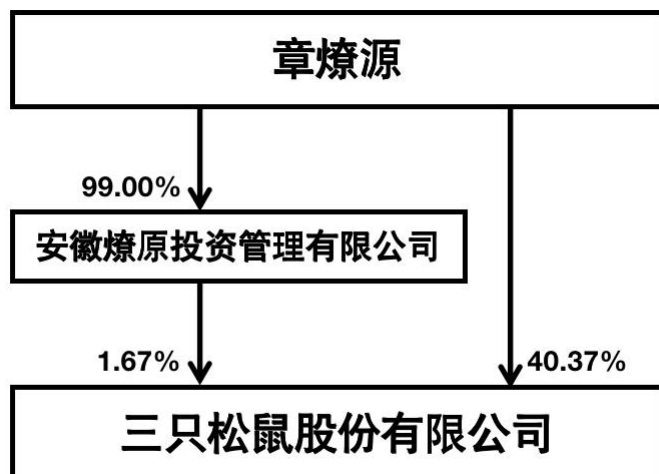 章燎源
99.00%
安徽燎原投资管理有限公司
1.67%
40.37%
三只松鼠股份有限公司